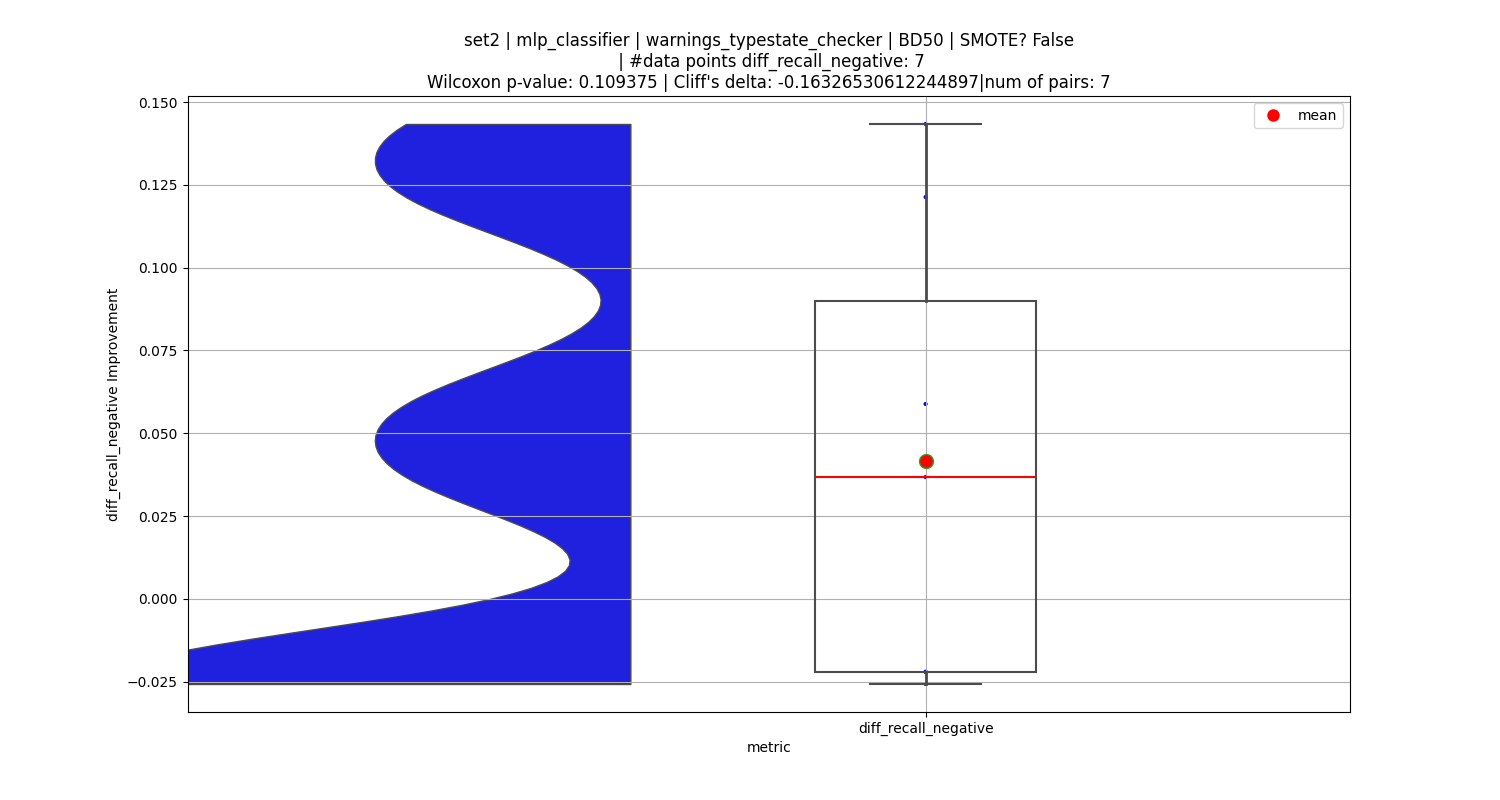 set2 | mlp_classifier | warnings_typestate_checker | BD50 | SMOTE? False
| #data points diff_recall_negative: 7
Wilcoxon p-value: 0.109375 | Cliff's delta: -0.16326530612244897|num of pairs: 7
mean
0.150
0.125
0.100
0.075
0.050
0.025
0.000
−0.025
diff_recall_negative Improvement
diff_recall_negative
metric